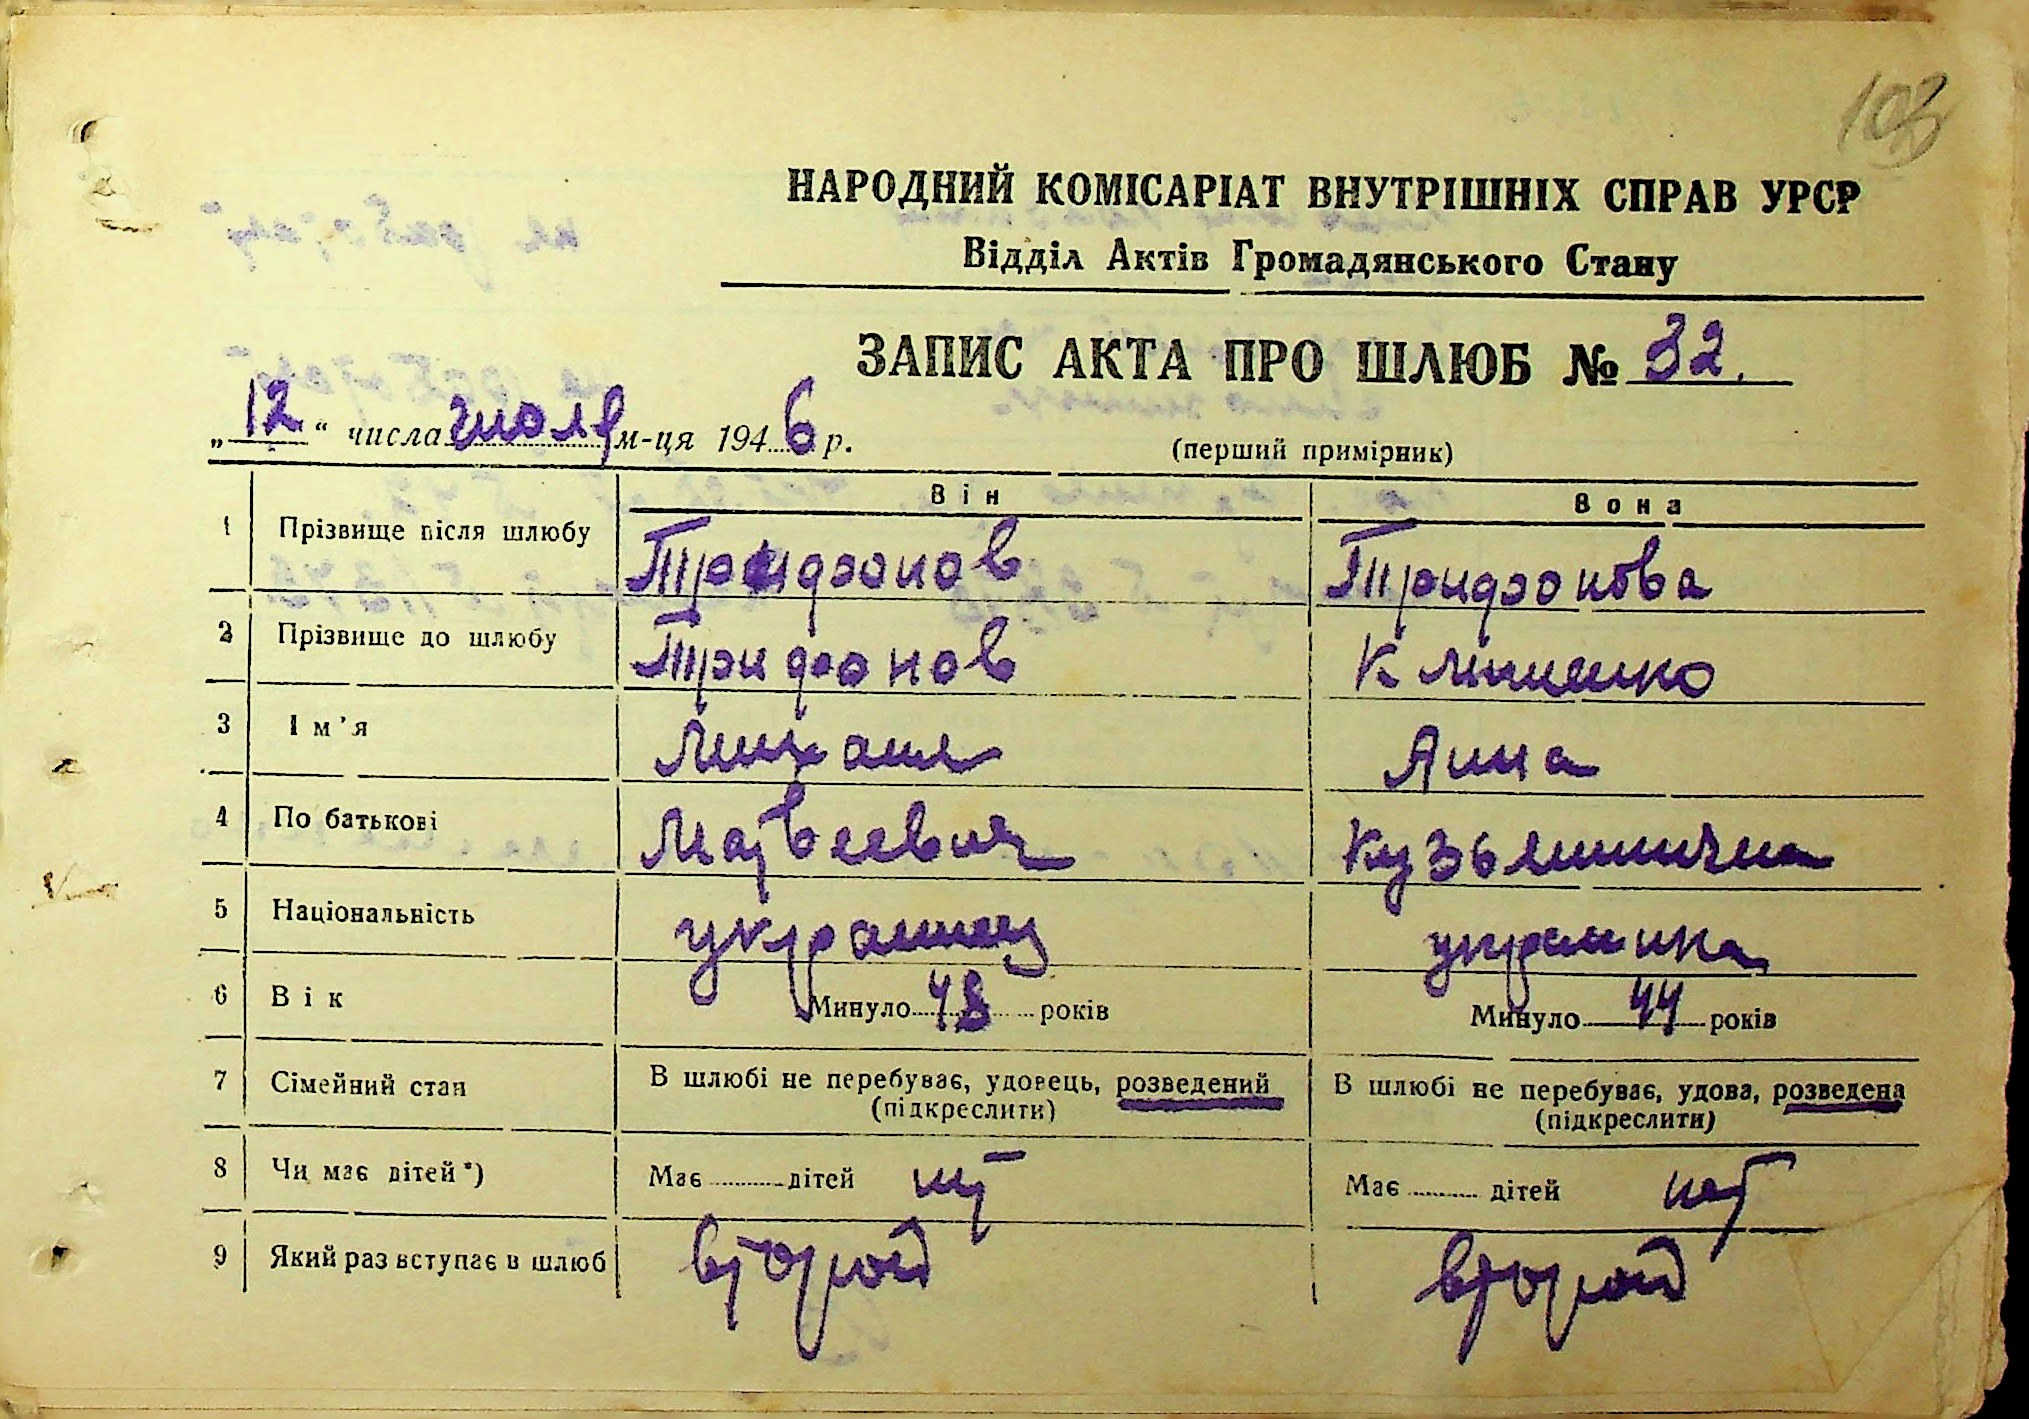 103
НАРОДНИЙ КОМІСАРІАТ ВНУТРІШНІХ СПРАВ УРСР
Відділ Актів Громадянського Стану
ЗАПИС АКТА ПРО ШЛЮБ № 32.
„12“ числа июля м-ця 1946 р. (перший примірник)
Він Вона
1 Прізвище після шлюбу Трифонов Трифонова
2 Прізвище до шлюбу Трифонов Клименко
3 Ім'я Михаил Анна
4 По батькові Матвеевич Кузьминична
5 Національність украинец украинка
6 Вік Минуло 48 років Минуло 44 років
7 Сімейний стан В шлюбі не перебуває, удовець, розведений В шлюбі не перебуває, удова, розведена
(підкреслити) (підкреслити)
8 Чи має дітей*) Має дітей нет Має дітей нет
9 Який раз вступає в шлюб второй второй